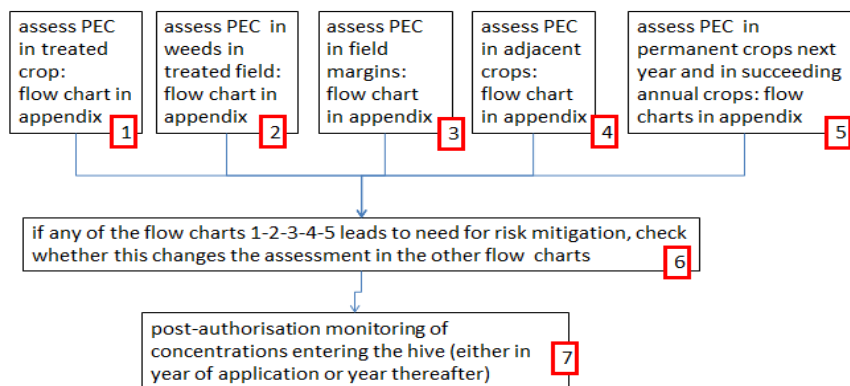 assess PEC
in treated
crop:
flow chart in
appendix
1
assess PEC in
weeds in
treated field:
flow chart in
appendix
2
assess PEC
in field
margins:
flow chart
in appendix
3
assess PEC
in adjacent
crops:
flow chart
in appendix
4
assess PEC in
permanent crops next
year and in succeeding
annual crops: flow
charts in appendix
5
if any of the flow charts 1-2-3-4-5 leads to need for risk mitigation, check
whether this changes the assessment in the other flow charts
6
post-authorisation monitoring of
concentrations entering the hive (either in
year of application or year thereafter)
7